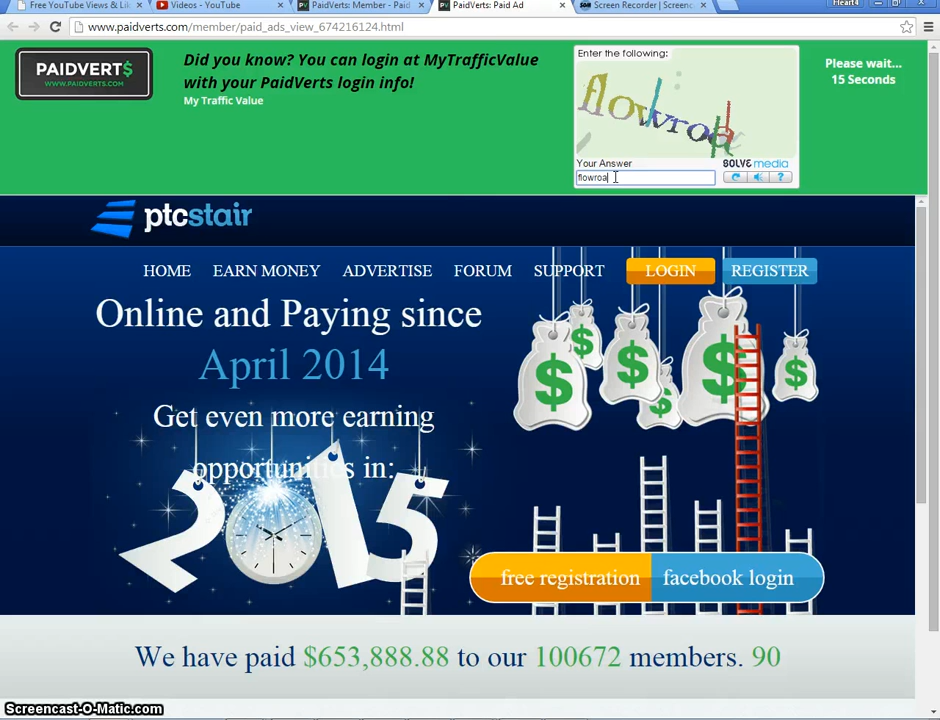 Free YouTube Views & Lik
Videos - YouTube
PaidVerts: Member - Paid
PaidVerts: Paid Ad
Screen Recorder | Screenc
Heart4
www.paidverts.com/member/paid_ads_view_674216124.html
PAIDVERT$
WWW.PAIDVERTS.COM
Did you know? You can login at MyTrafficValue
with your PaidVerts login info!
My Traffic Value
Enter the following:
Your Answer
SOLVE media
flowroa
Please wait...
15 Seconds
ptcstair
HOME EARN MONEY ADVERTISE FORUM SUPPORT LOGIN REGISTER
Online and Paying since
April 2014
Get even more earning
opportunities in:
2015
$ $ $ $ $ $
free registration facebook login
We have paid $653,888.88 to our 100672 members. 90
Screencast-O-Matic.com